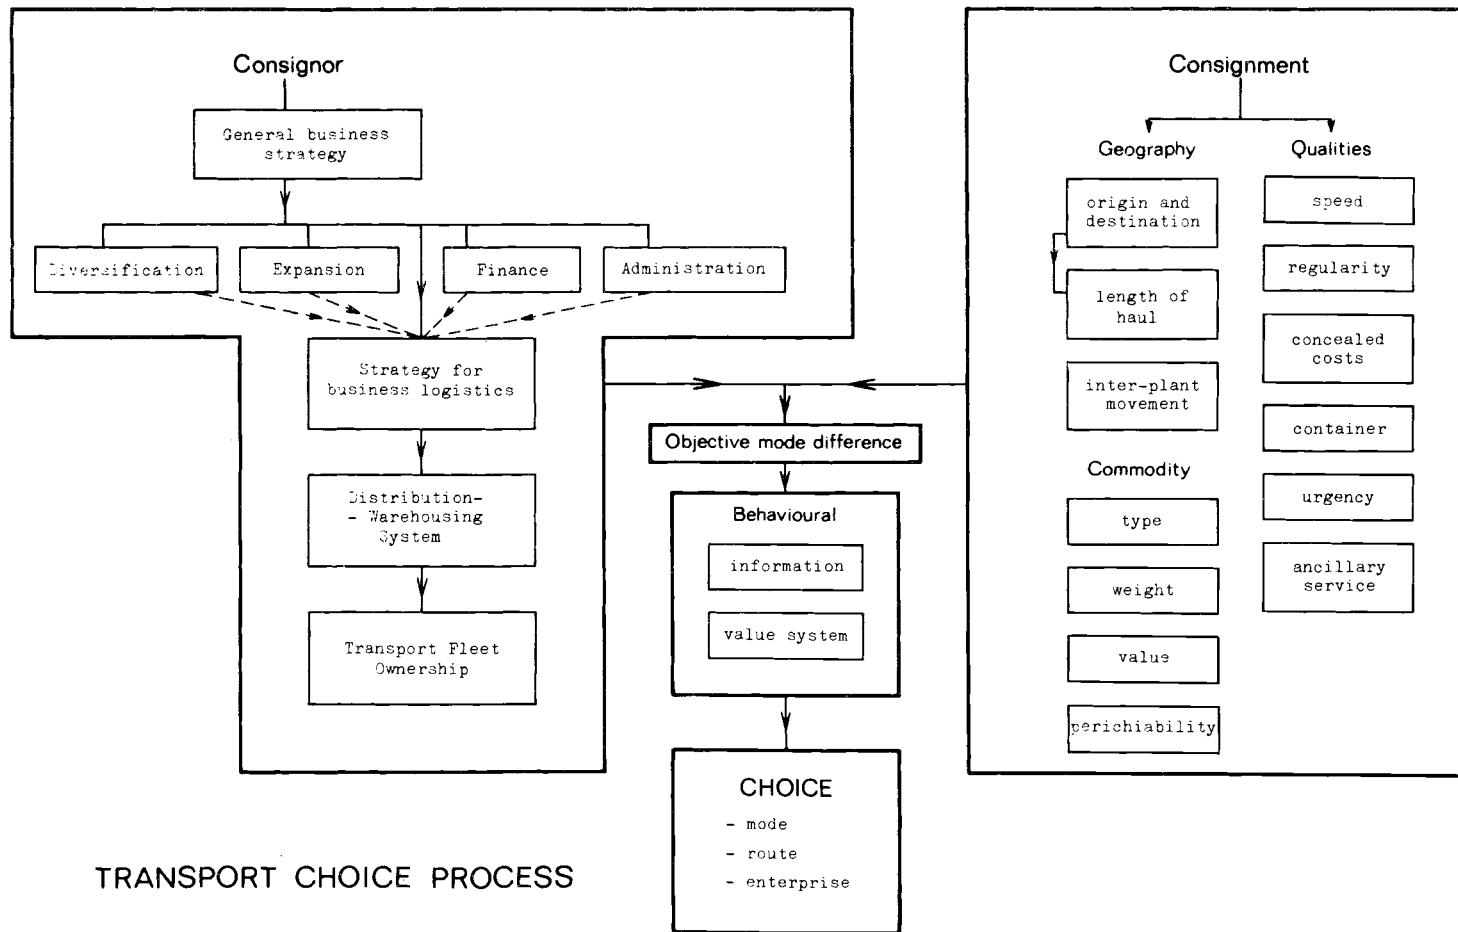 Consignor
General business
strategy
Diversification
Expansion
Finance
Administration
Strategy for
business logistics
Distribution-
- Warehousing
System
Transport Fleet
Ownership
Objective mode difference
Behavioural
information
value system
CHOICE
- mode
- route
- enterprise
Consignment
Geography
origin and
destination
length of
haul
inter-plant
movement
Commodity
type
weight
value
perichiability
Qualities
speed
regularity
concealed
costs
container
urgency
ancillary
service
TRANSPORT CHOICE PROCESS